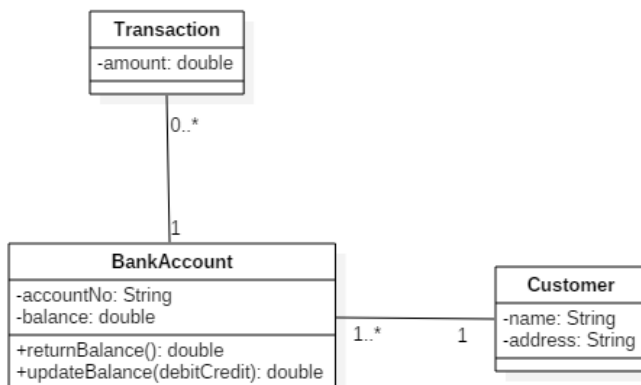 Transaction
-amount: double
0..*
1
BankAccount
-accountNo: String
-balance: double
+returnBalance(): double
+updateBalance(debitCredit): double
1..*
1
Customer
-name: String
-address: String